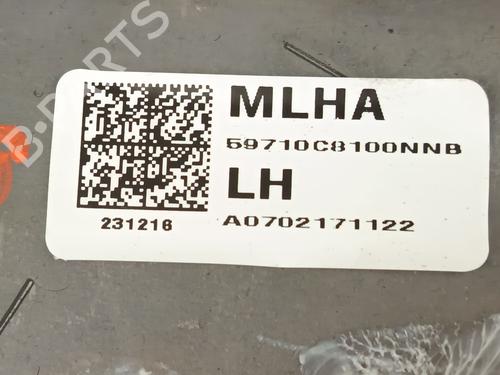 B-PARTS
MLHA
59710C8100NNB
LH
231216
A0702171122